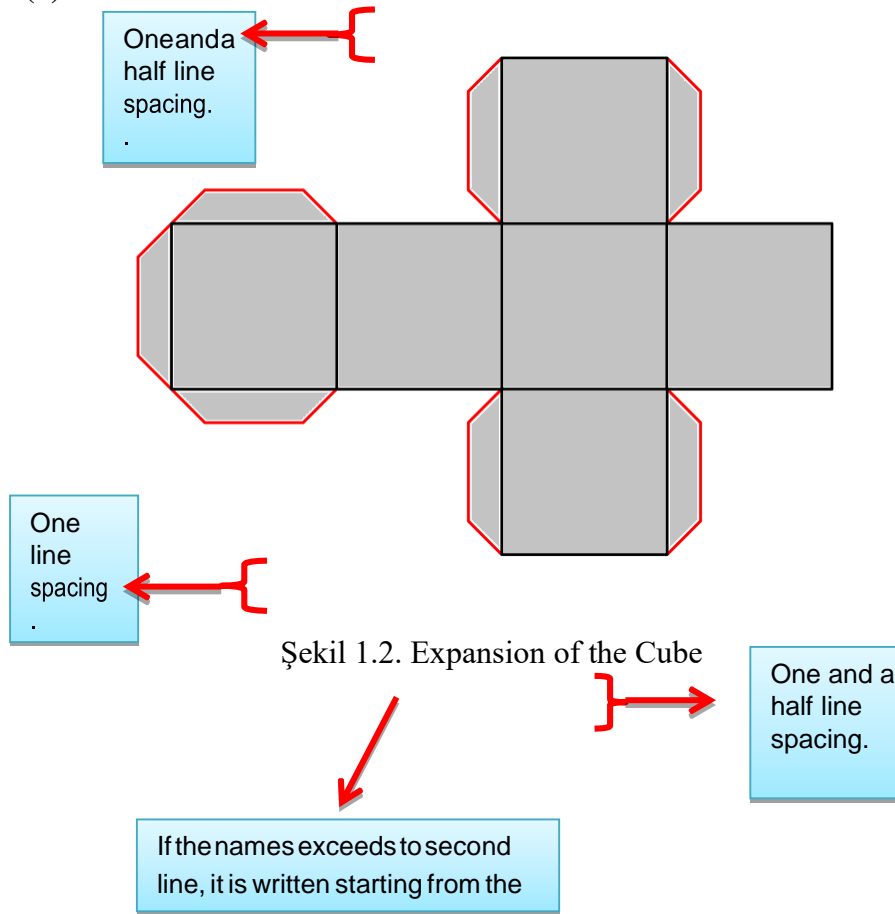 Oneanda
half line
spacing.
.
One
line
spacing
.
Şekil 1.2. Expansion of the Cube
One and a
half line
spacing.
If the names exceeds to second
line, it is written starting from the